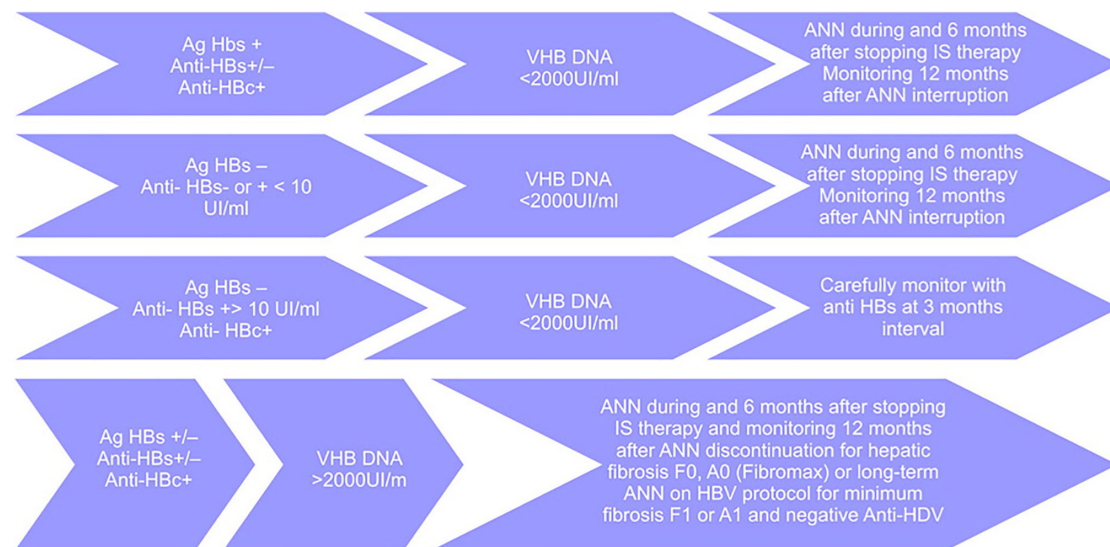 Ag Hbs +
Anti-HBs+/–
Anti-HBc+
VHB DNA
<2000UI/ml
ANN during and 6 months
after stopping IS therapy
Monitoring 12 months
after ANN interruption
Ag HBs –
Anti- HBs- or + < 10
UI/ml
VHB DNA
<2000UI/ml
ANN during and 6 months
after stopping IS therapy
Monitoring 12 months
after ANN interruption
Ag HBs –
Anti- HBs +> 10 UI/ml
Anti- HBc+
VHB DNA
<2000UI/ml
Carefully monitor with
anti HBs at 3 months
interval
Ag HBs +/–
Anti-HBs+/–
Anti-HBc+
VHB DNA
>2000UI/m
ANN during and 6 months after stopping
IS therapy and monitoring 12 months
after ANN discontinuation for hepatic
fibrosis F0, A0 (Fibromax) or long-term
ANN on HBV protocol for minimum
fibrosis F1 or A1 and negative Anti-HDV